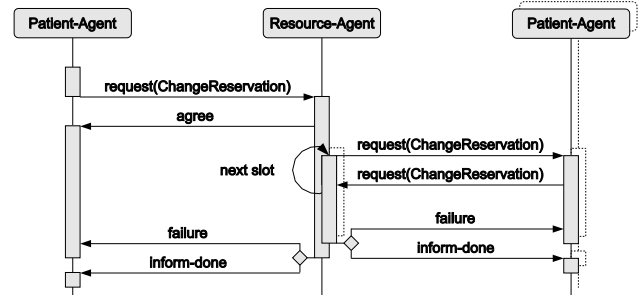 Patient-Agent
Resource-Agent
Patient-Agent
request(ChangeReservation)
agree
request(ChangeReservation)
next slot
request(ChangeReservation)
failure
failure
inform-done
inform-done